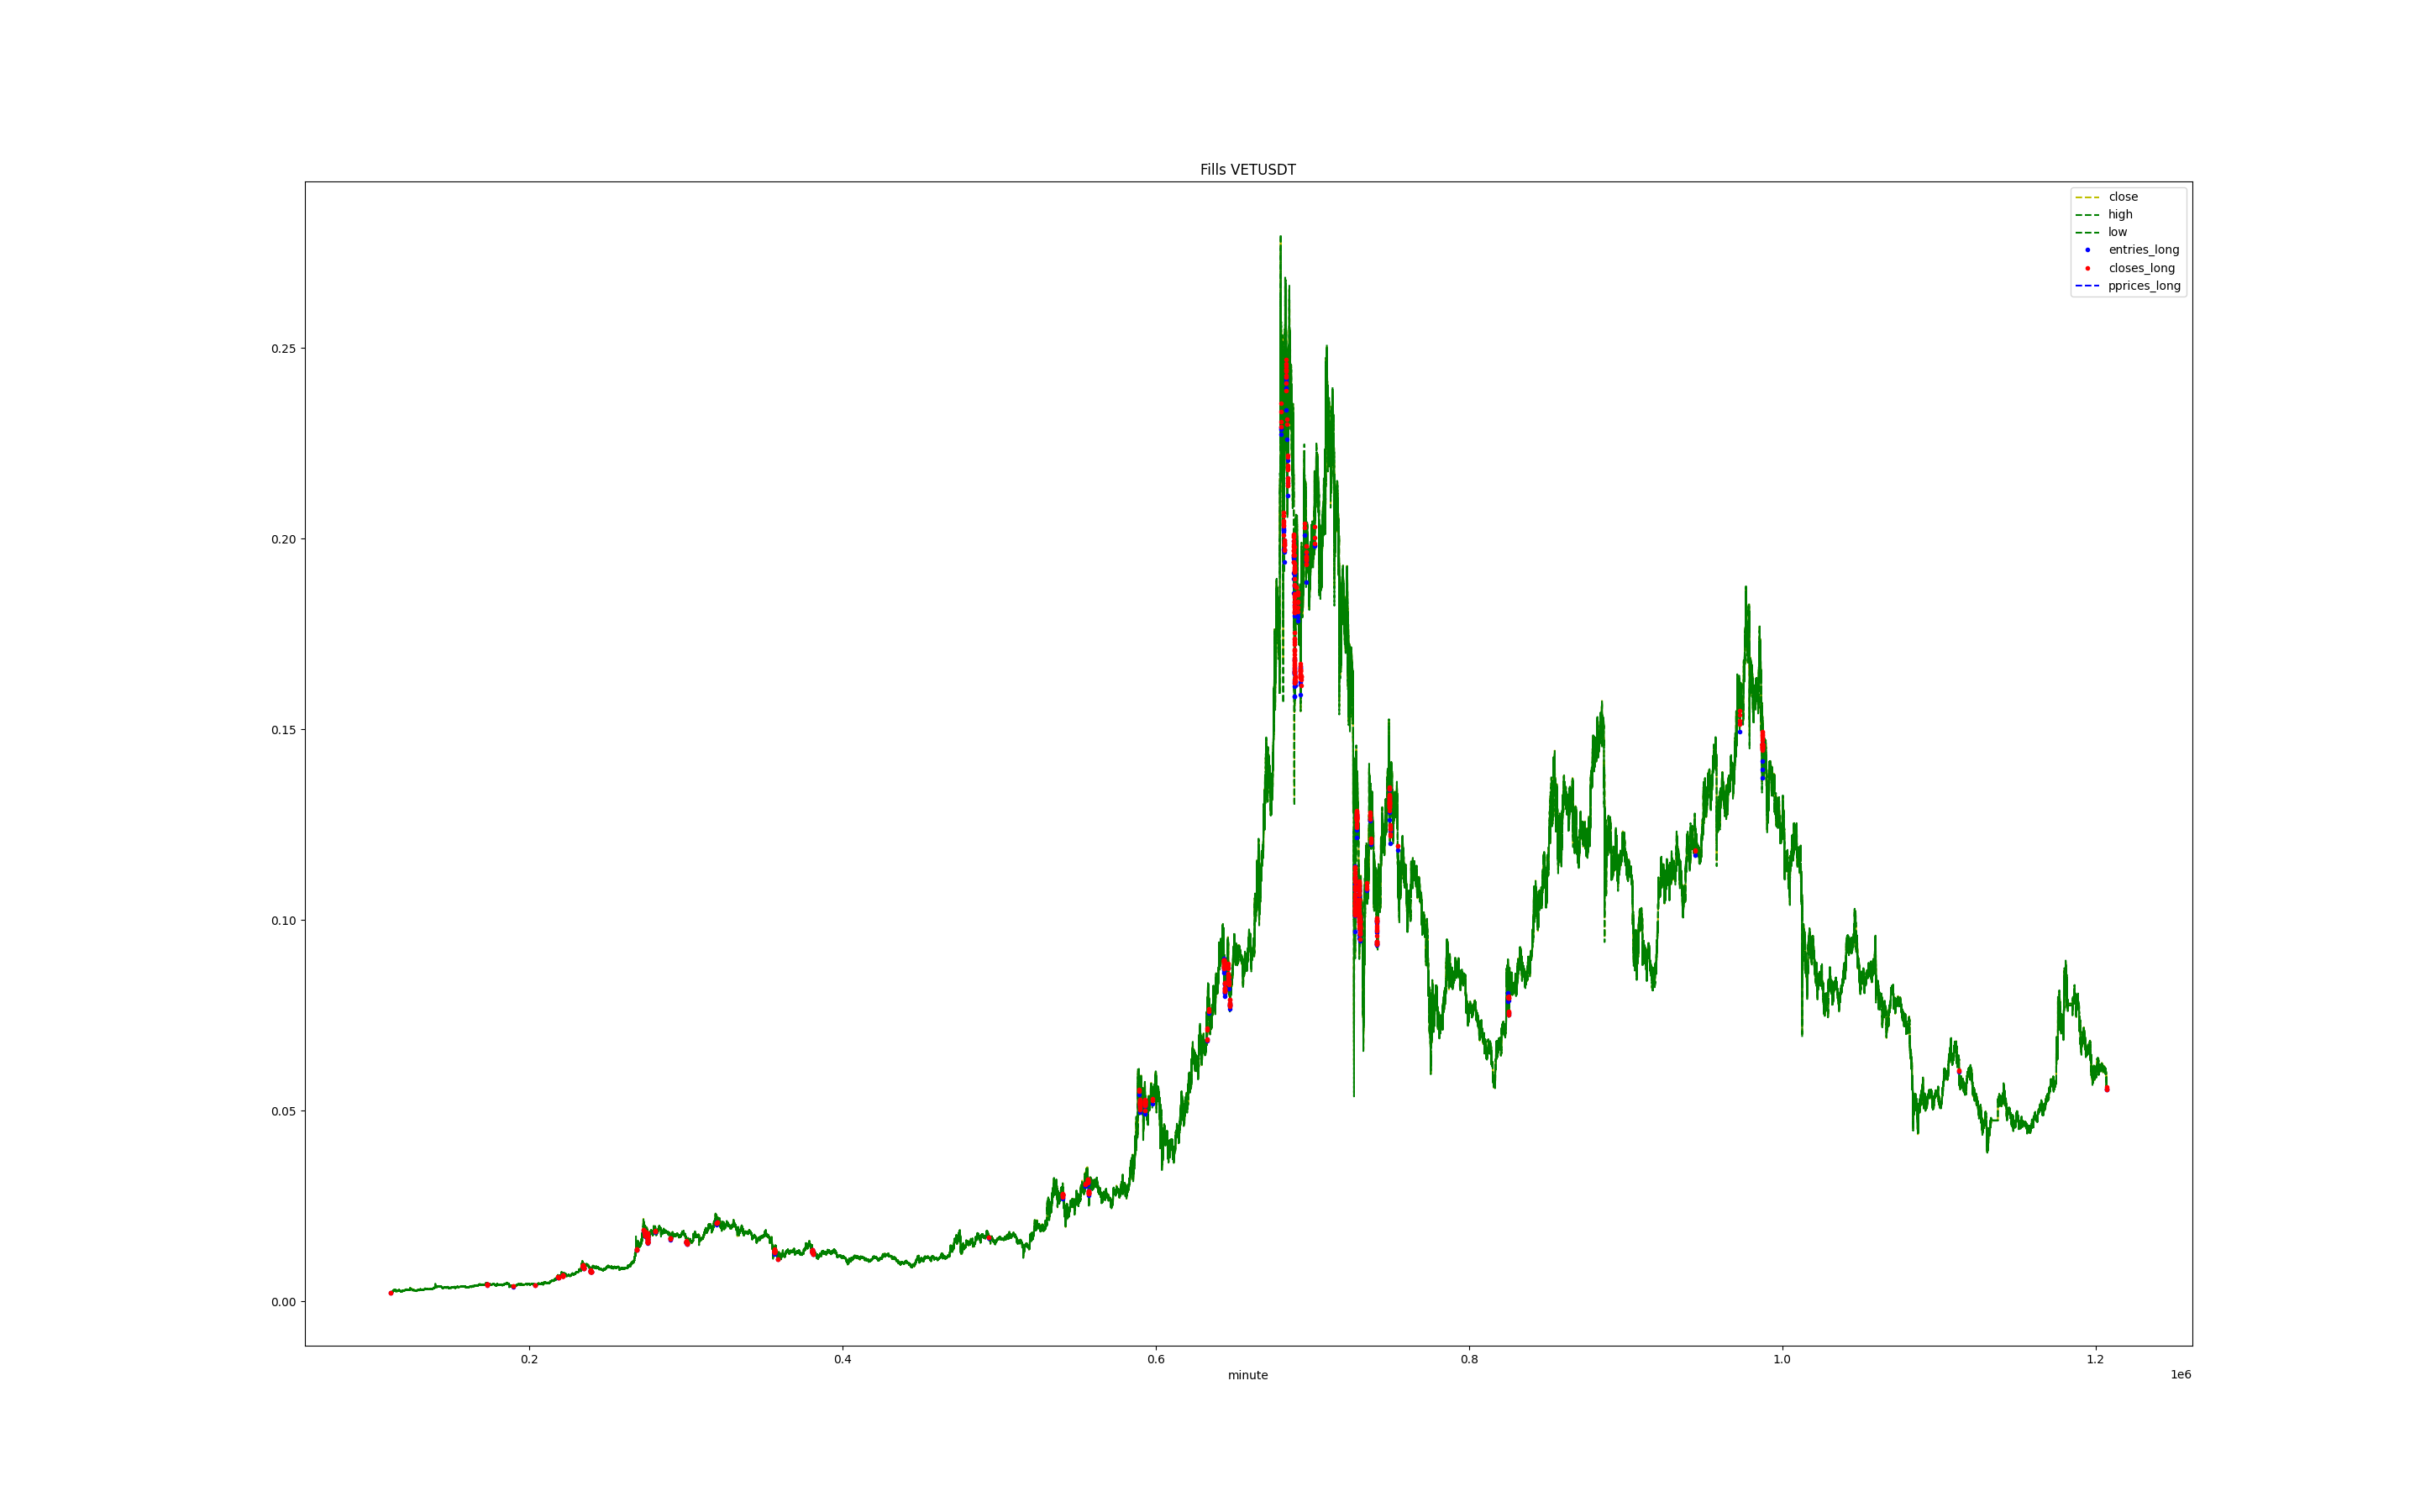 Fills VETUSDT
close
high
low
entries_long
closes_long
pprices_long
0.25
0.20
0.15
0.10
0.05
0.00
0.2 0.4 0.6 0.8 1.0 1.2
minute
1e6